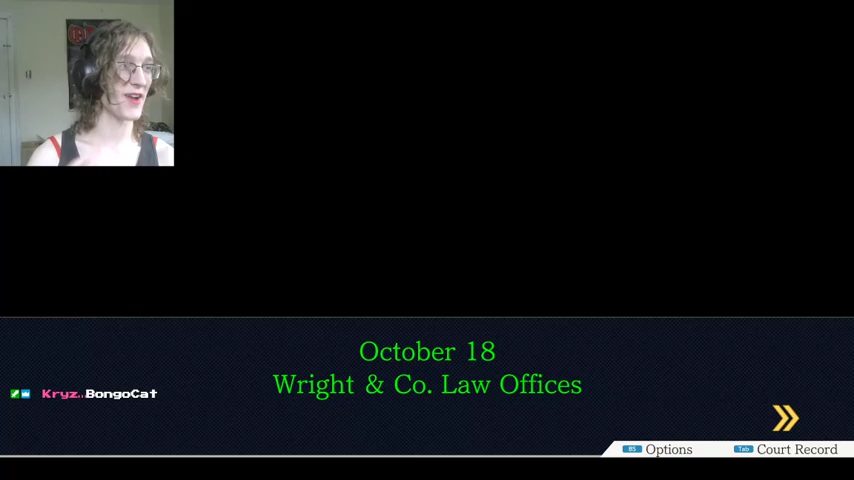 October 18
Wright & Co. Law Offices
Kryz..BongoCat
BS Options
Tab Court Record